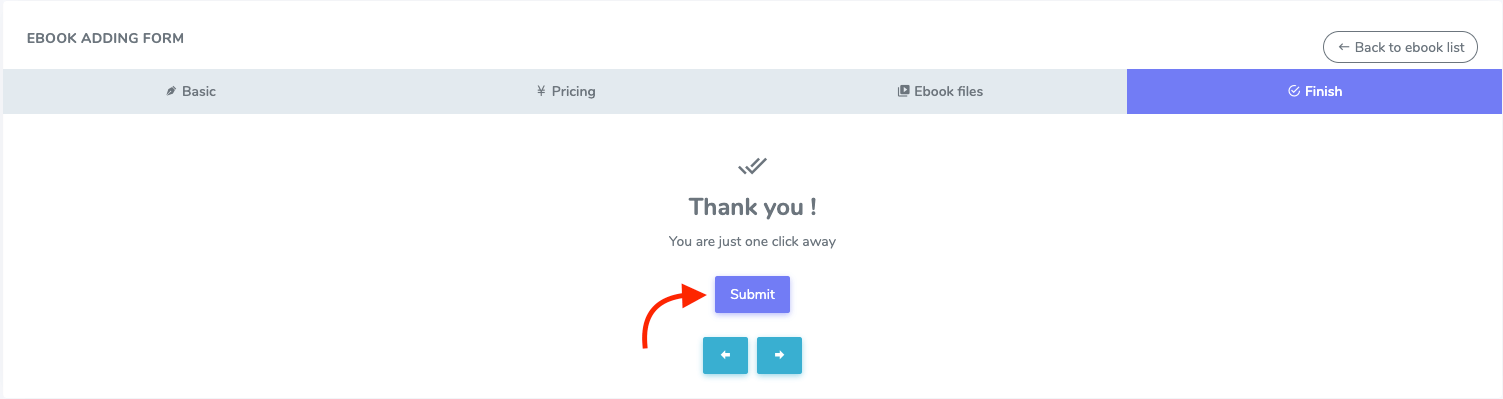 EBOOK ADDING FORM
← Back to ebook list
Basic
¥ Pricing
Ebook files
Finish
Thank you !
You are just one click away
Submit